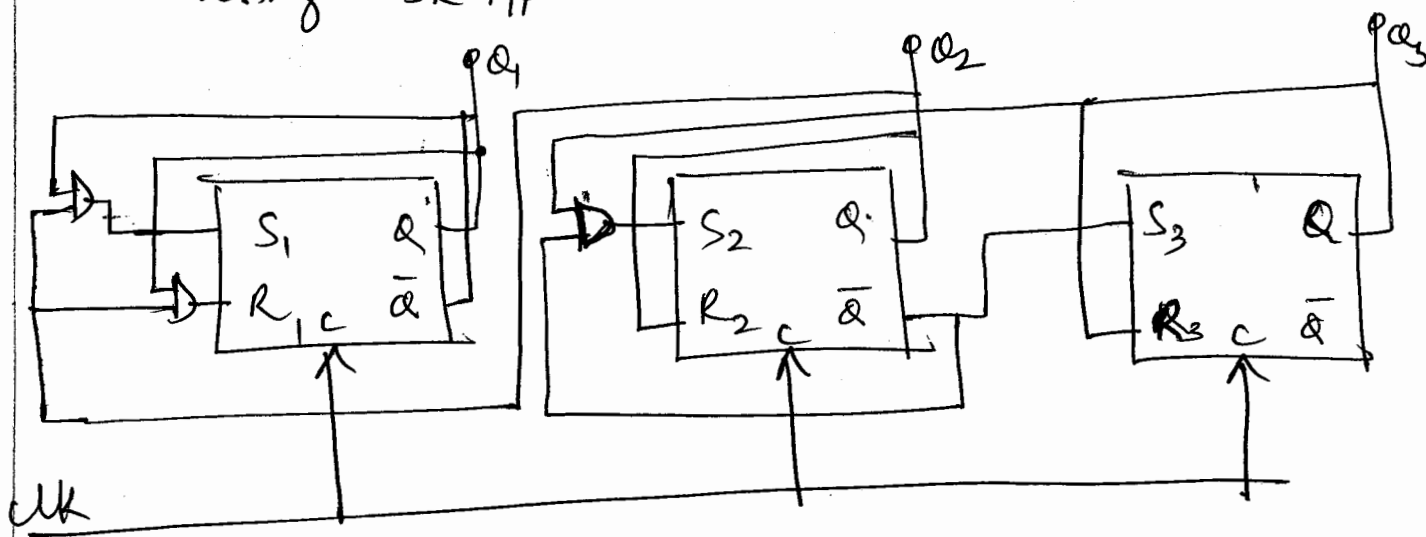 Q1
Q2
Q3
S1 Q
R1 C Q̅
S2 Q
R2 C Q̅
S3 Q
R3 C Q̅
Clk